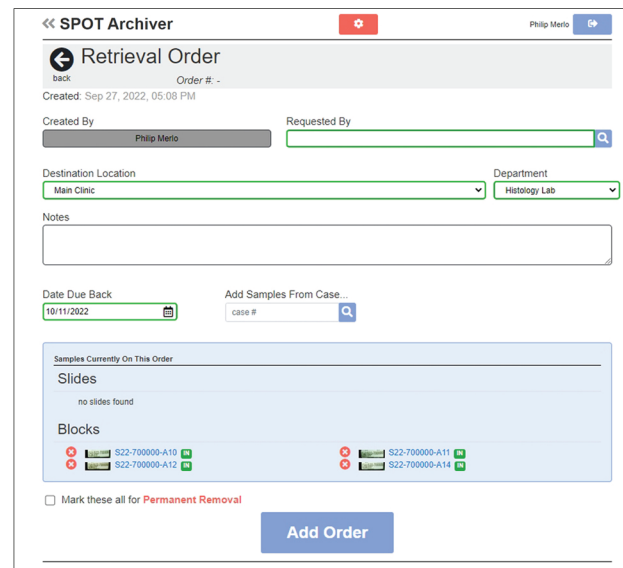 SPOT Archiver
Philip Merlo
Retrieval Order
back
Order #: -
Created: Sep 27, 2022, 05:08 PM
Created By
Requested By
Philip Merlo
Destination Location
Department
Main Clinic
Histology Lab
Notes
Date Due Back
Add Samples From Case...
10/11/2022
case #
Samples Currently On This Order
Slides
no slides found
Blocks
S22-700000-A10 IN
S22-700000-A11 IN
S22-700000-A12 IN
S22-700000-A14 IN
Mark these all for Permanent Removal
Add Order